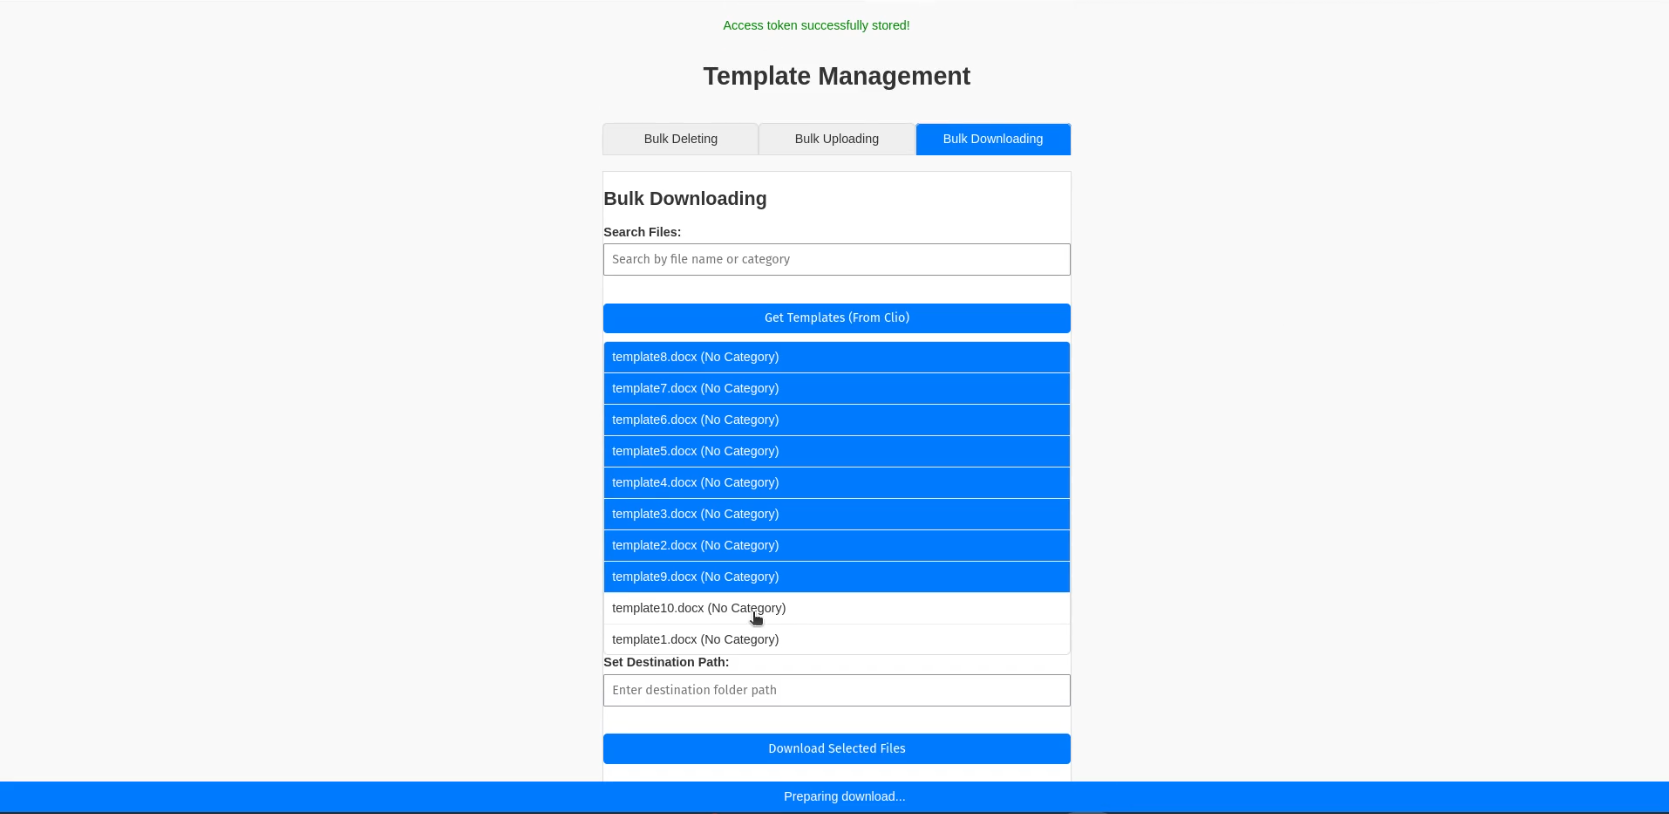 Access token successfully stored!
Template Management
Bulk Deleting
Bulk Uploading
Bulk Downloading
Bulk Downloading
Search Files:
Search by file name or category
Get Templates (From Clio)
template8.docx (No Category)
template7.docx (No Category)
template6.docx (No Category)
template5.docx (No Category)
template4.docx (No Category)
template3.docx (No Category)
template2.docx (No Category)
template9.docx (No Category)
template10.docx (No Category)
template1.docx (No Category)
Set Destination Path:
Enter destination folder path
Download Selected Files
Preparing download...